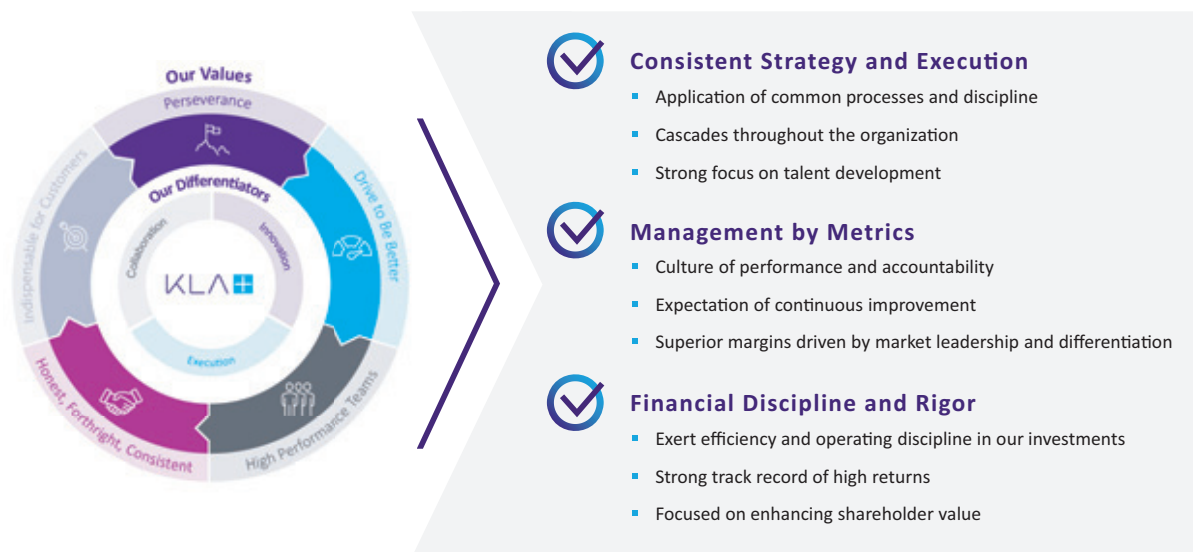 Our Values
Perseverance
Drive to Be Better
High Performance Teams
Honest, Forthright, Consistent
Indispensable for Customers
Our Differentiators
Collaboration
Innovation
Execution
KLA
Consistent Strategy and Execution
Application of common processes and discipline
Cascades throughout the organization
Strong focus on talent development
Management by Metrics
Culture of performance and accountability
Expectation of continuous improvement
Superior margins driven by market leadership and differentiation
Financial Discipline and Rigor
Exert efficiency and operating discipline in our investments
Strong track record of high returns
Focused on enhancing shareholder value